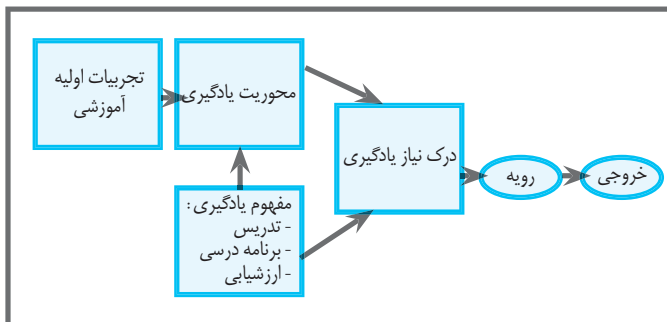 تجربیات اولیه
آموزشی
محوریت یادگیری
درک نیاز یادگیری
رویه
خروجی
مفهوم یادگیری :
- تدریس
- برنامه درسی
- ارزشیابی